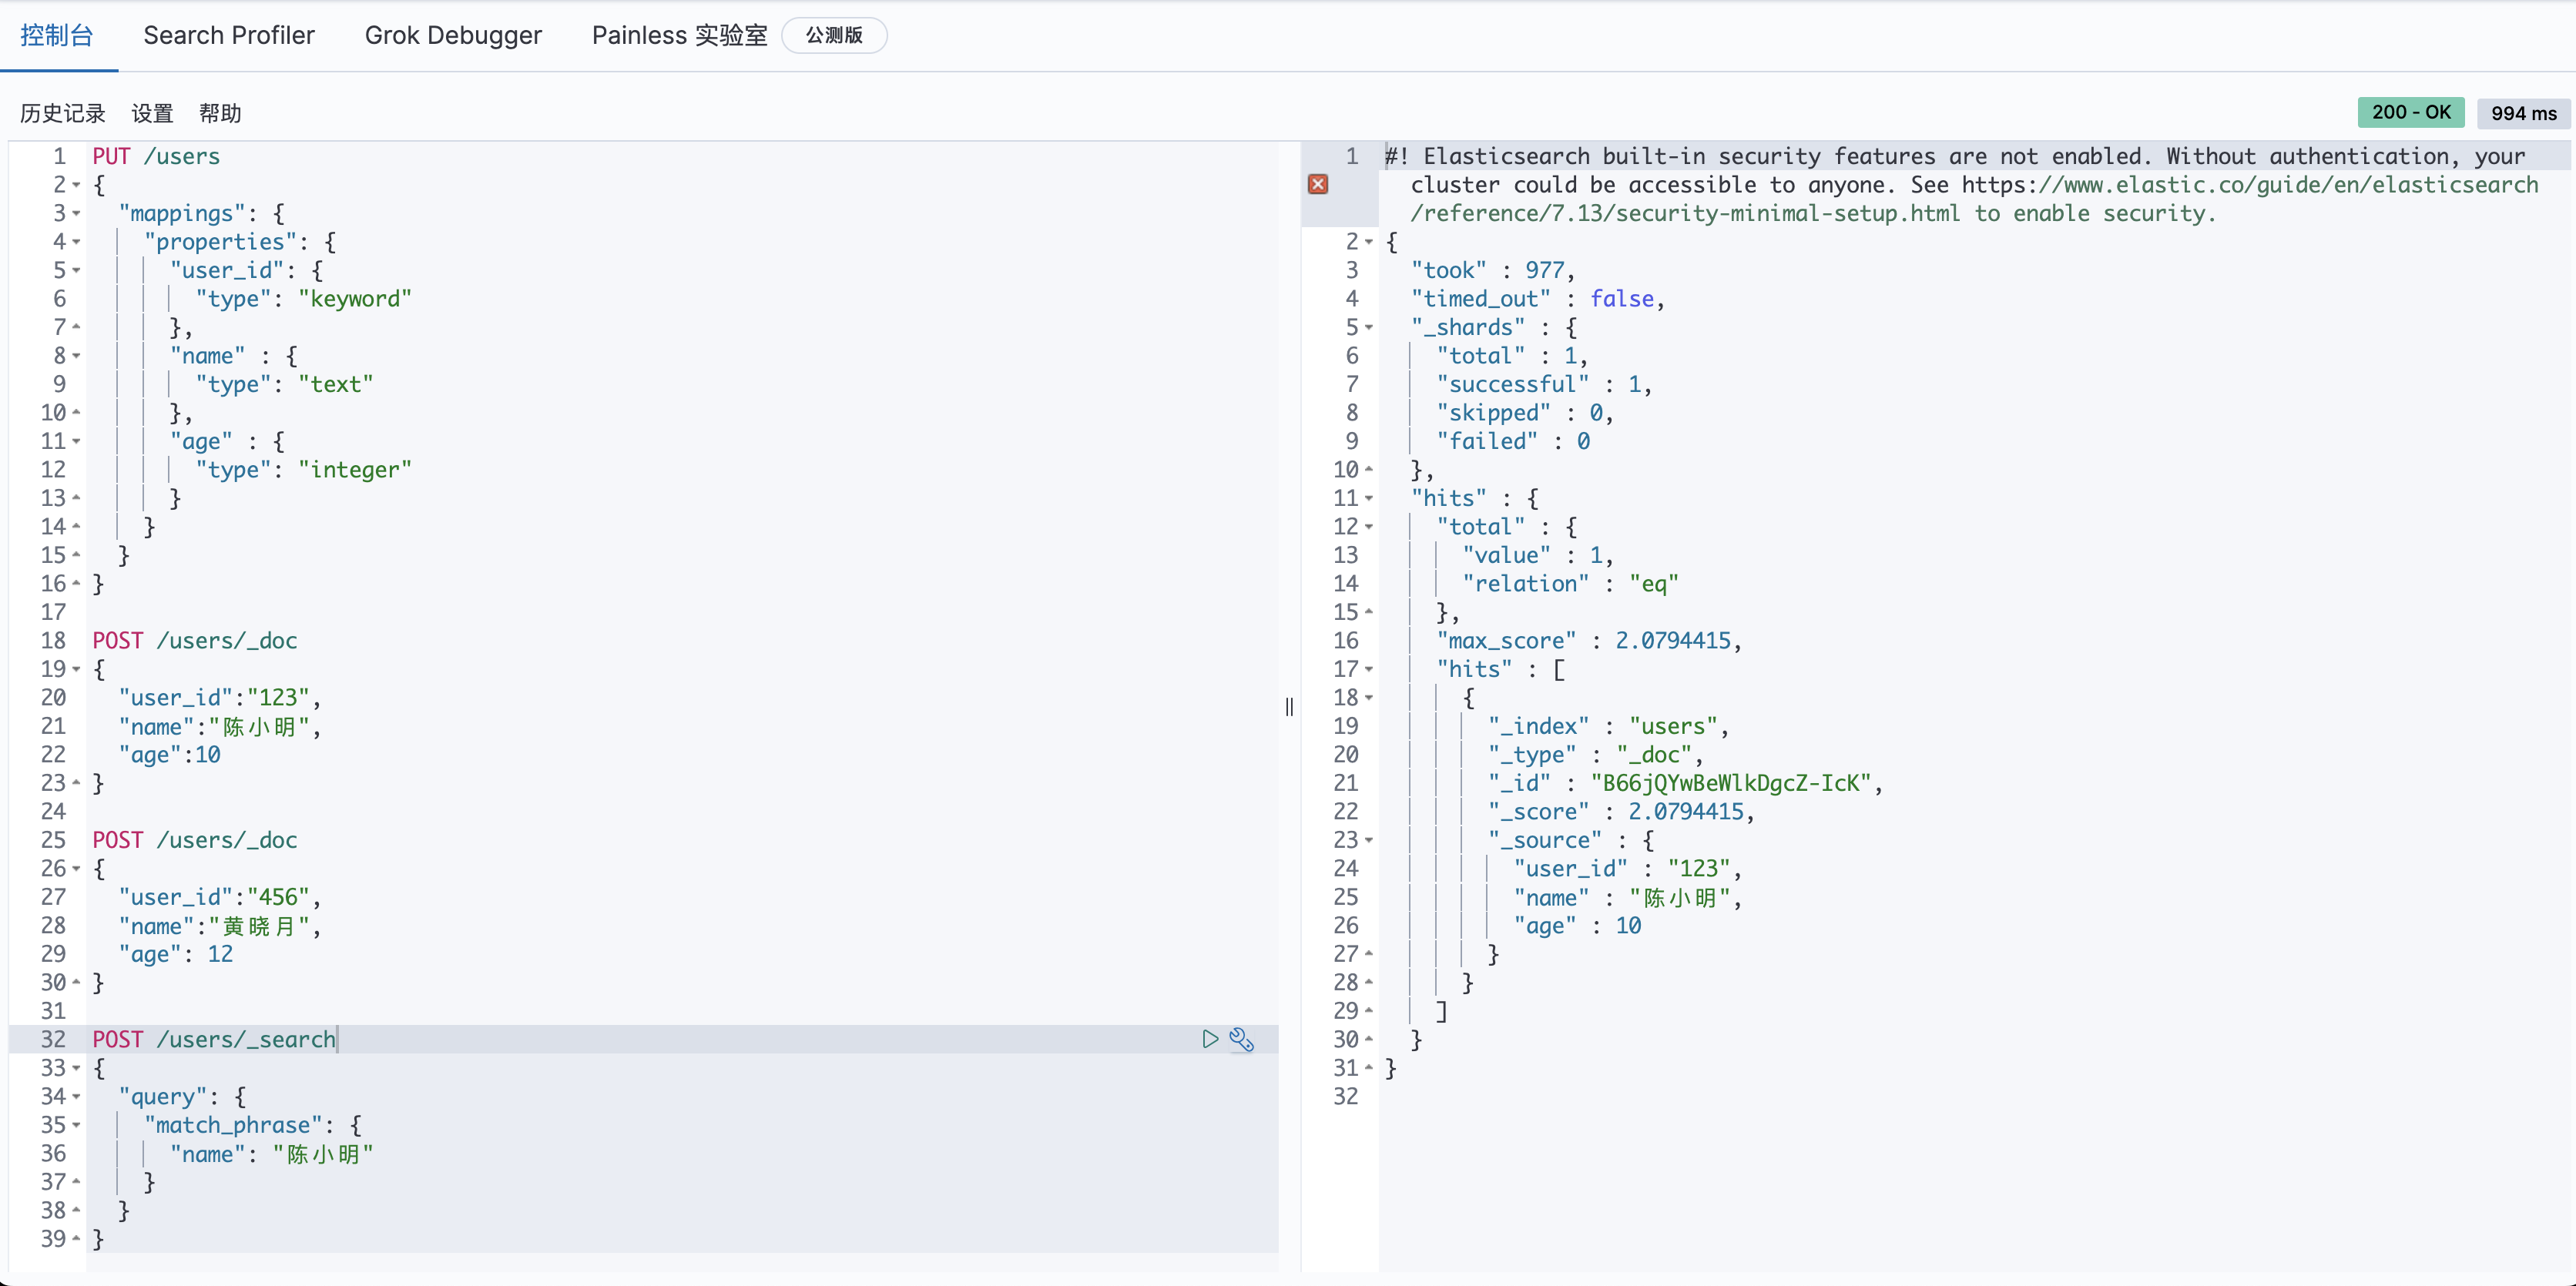 控制台 Search Profiler Grok Debugger Painless 实验室 公测版
历史记录 设置 帮助 200 - OK 994 ms
1 PUT /users
2 {
3 "mappings": {
4 "properties": {
5 "user_id": {
6 "type": "keyword"
7 },
8 "name" : {
9 "type": "text"
10 },
11 "age" : {
12 "type": "integer"
13 }
14 }
15 }
16 }
17
18 POST /users/_doc
19 {
20 "user_id":"123",
21 "name":"陈小明",
22 "age":10
23 }
24
25 POST /users/_doc
26 {
27 "user_id":"456",
28 "name":"黄晓月",
29 "age": 12
30 }
31
32 POST /users/_search
33 {
34 "query": {
35 "match_phrase": {
36 "name": "陈小明"
37 }
38 }
39 }
1 #! Elasticsearch built-in security features are not enabled. Without authentication, your
cluster could be accessible to anyone. See https://www.elastic.co/guide/en/elasticsearch
/reference/7.13/security-minimal-setup.html to enable security.
2 {
3 "took" : 977,
4 "timed_out" : false,
5 "_shards" : {
6 "total" : 1,
7 "successful" : 1,
8 "skipped" : 0,
9 "failed" : 0
10 },
11 "hits" : {
12 "total" : {
13 "value" : 1,
14 "relation" : "eq"
15 },
16 "max_score" : 2.0794415,
17 "hits" : [
18 {
19 "_index" : "users",
20 "_type" : "_doc",
21 "_id" : "B66jQYwBeWlkDgcZ-IcK",
22 "_score" : 2.0794415,
23 "_source" : {
24 "user_id" : "123",
25 "name" : "陈小明",
26 "age" : 10
27 }
28 }
29 ]
30 }
31 }
32